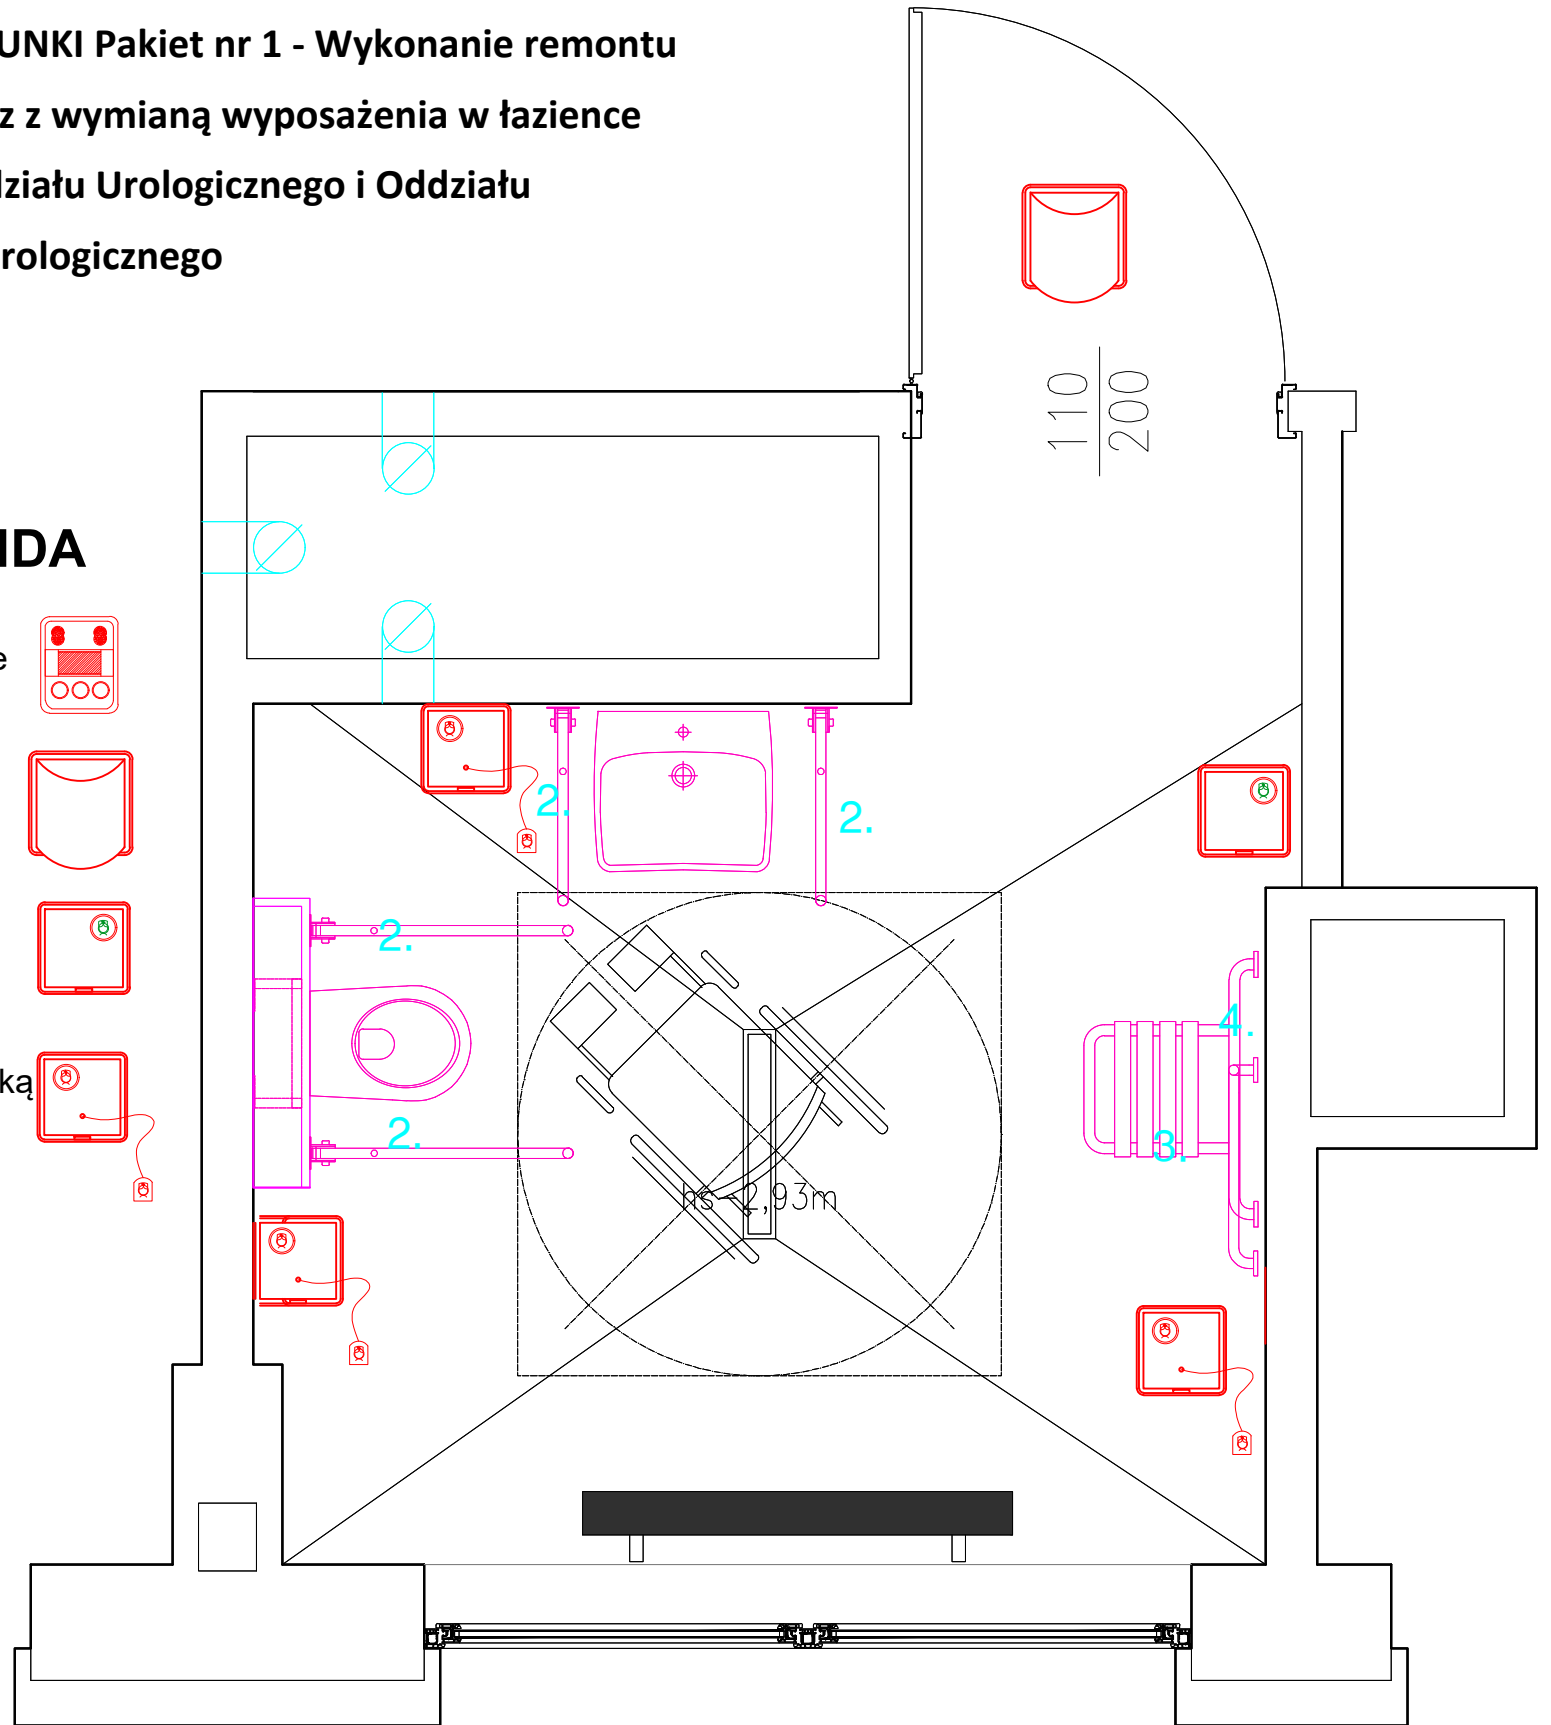 UNKI Pakiet nr 1 - Wykonanie remontu
z z wymianą wyposażenia w łazience
działu Urologicznego i Oddziału
rologicznego
110
200
NDA
e
ką
2.
2.
2.
2.
4.
3.
hs=2,93m